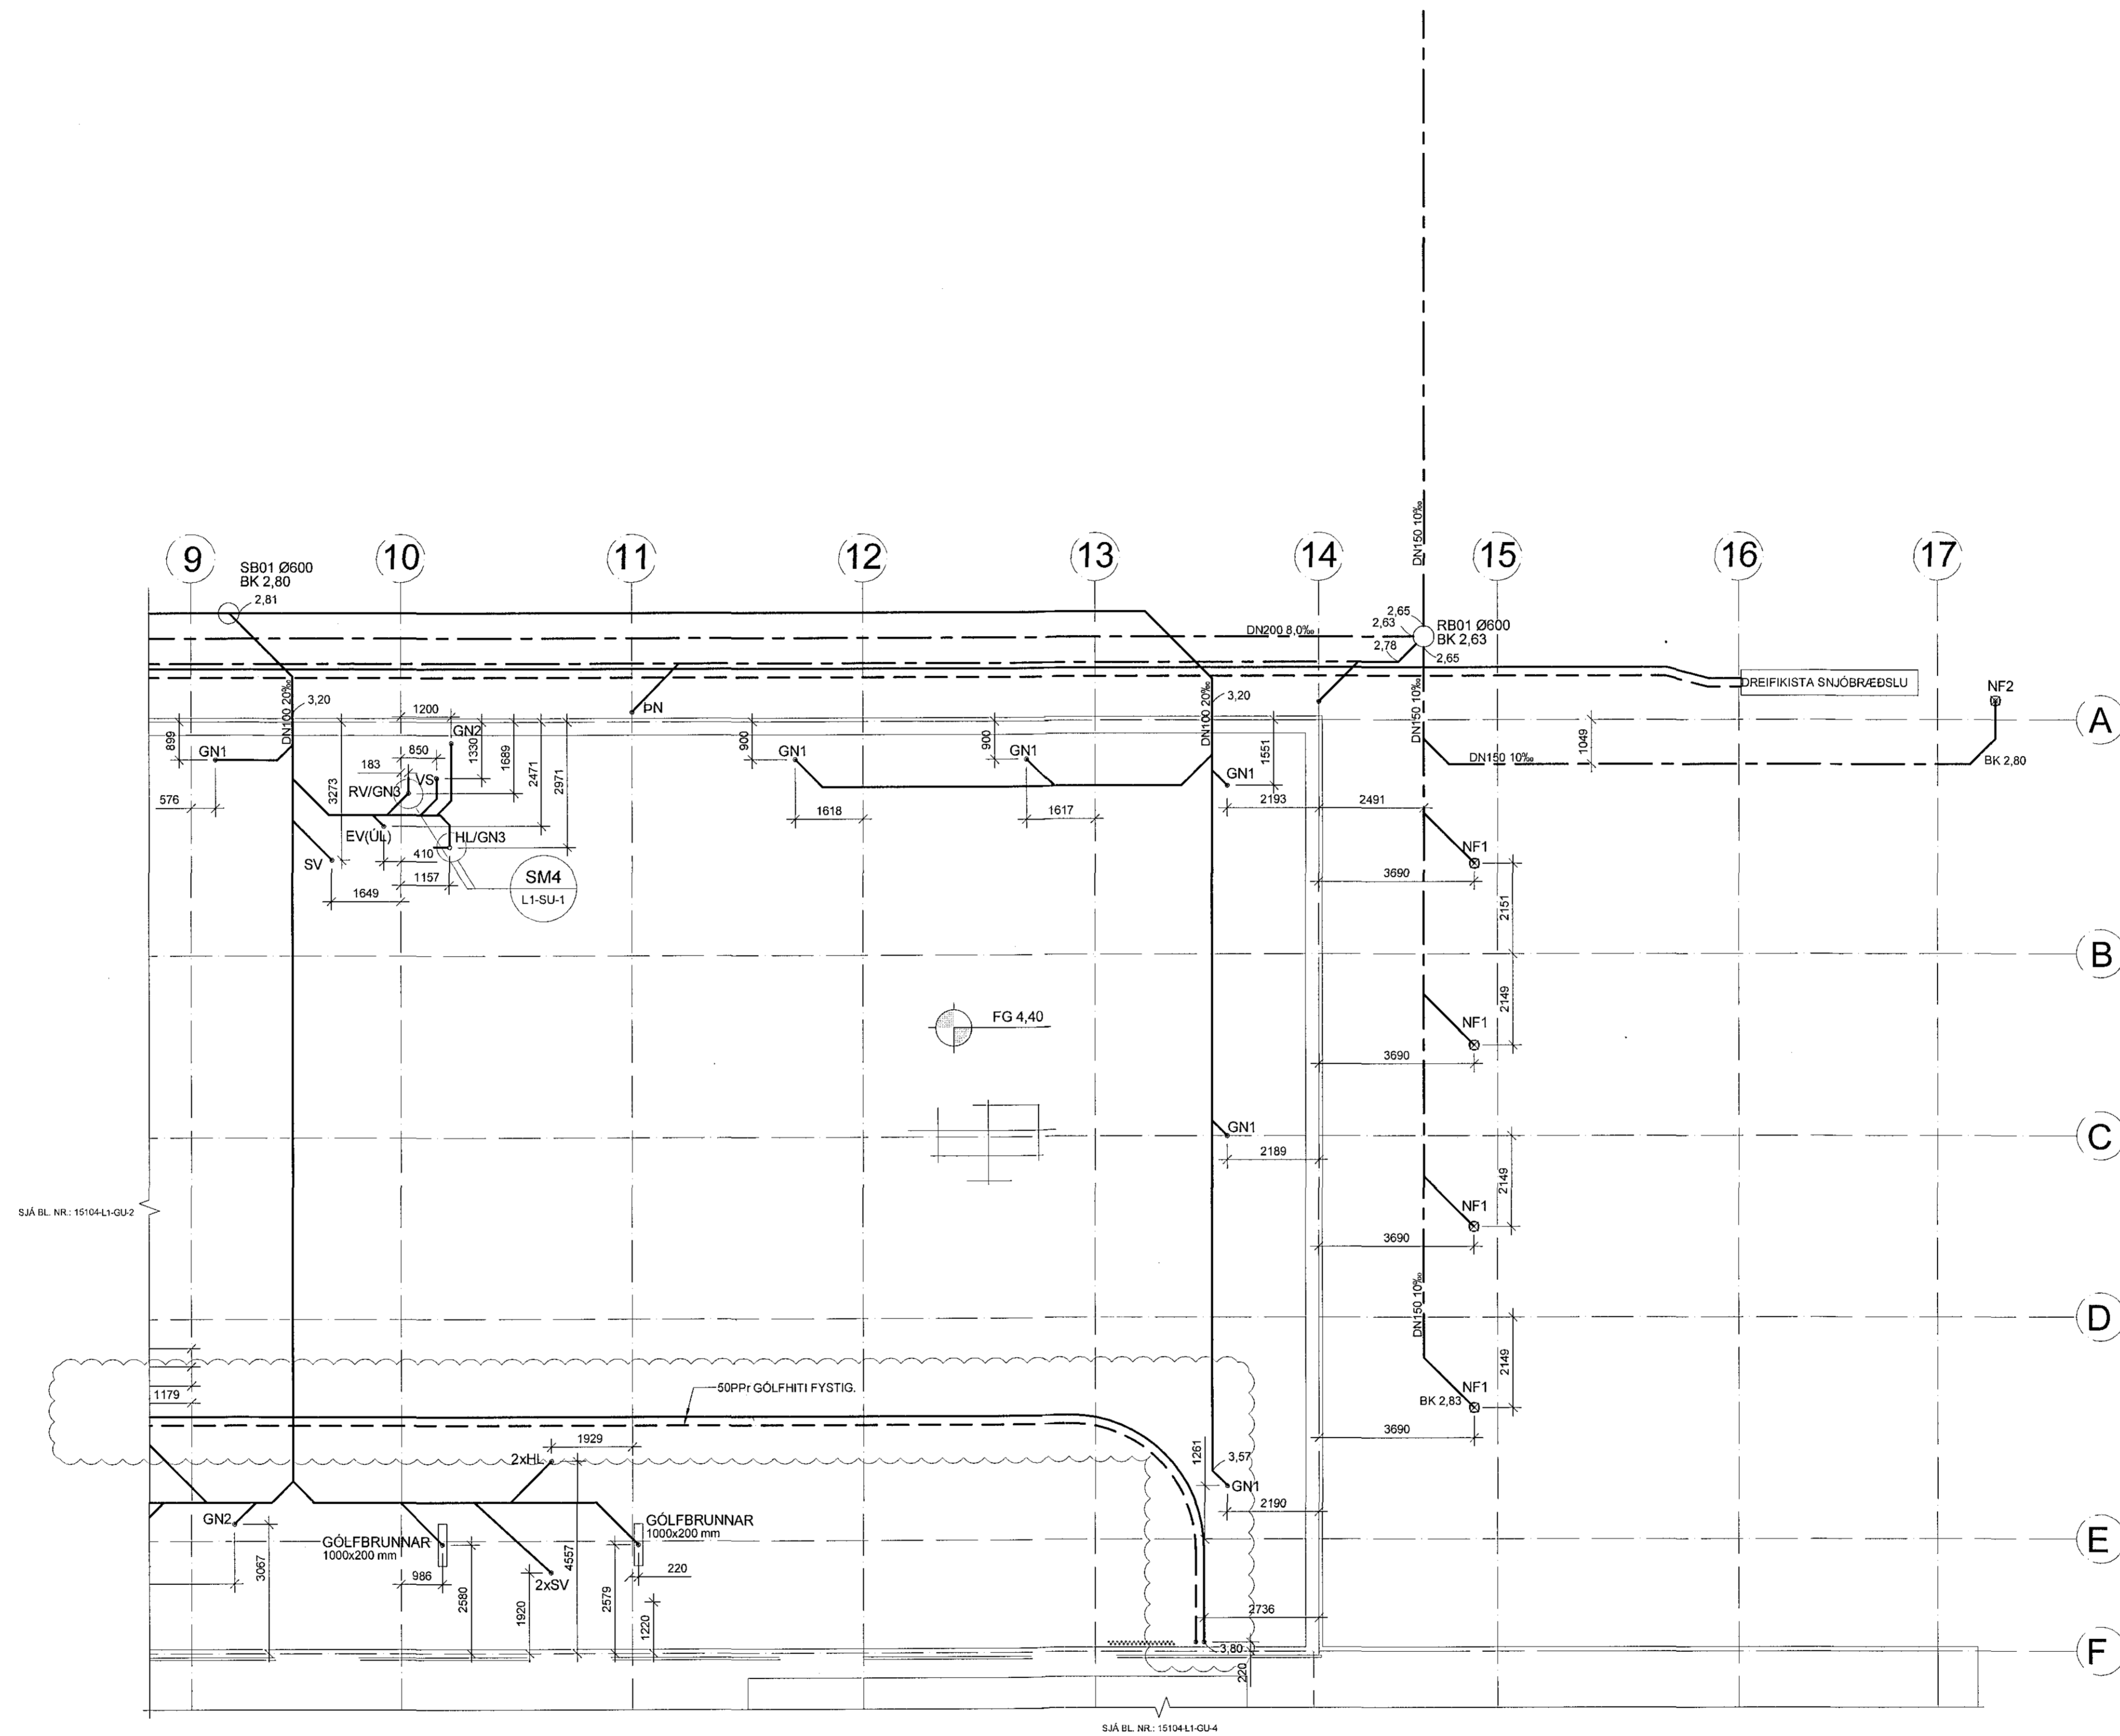 DN150 10‰
9
10
11
12
13
14
15
16
17
SB01 Ø600
BK 2,80
2,81
2,65
2,63
2,78
RB01 Ø600
BK 2,63
2,65
DN200 8,0‰
DREIFIKISTA SNJÓBRÆÐSLU
NF2
DN100 20‰
3,20
1200
ÞN
DN100 20‰
3,20
DN150 10‰
A
899
GN1
GN2
850
VS
183
RV/GN3
1330
1689
2471
2971
900
GN1
900
GN1
GN1
1551
DN150 10‰
1049
BK 2,80
576
3273
EV(ÚL)
HL/GN3
1618
1617
2193
2491
SV
410
1157
1649
SM4
L1-SU-1
NF1
3690
2151
B
FG 4,40
2149
NF1
3690
GN1
2189
C
2149
NF1
3690
SJÁ BL. NR.: 15104-L1-GU-2
DN150 10‰
D
2149
NF1
BK 2,83
3690
1179
50PPr GÓLFHITI FYSTIG.
1929
2xHL
1261
3,57
GN1
2190
GN2
3067
GÓLFBRUNNAR
1000x200 mm
GÓLFBRUNNAR
1000x200 mm
E
986
2580
1920
2xSV
4557
2579
220
1220
2736
3,80
220
F
SJÁ BL. NR.: 15104-L1-GU-4